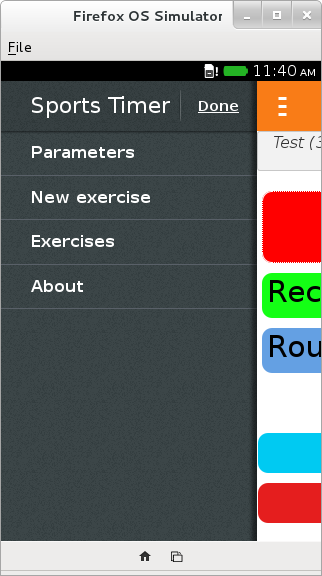 Firefox OS Simulator
File
11:40 AM
Sports Timer Done
Test (3
Parameters
New exercise
Exercises
About
Rec
Rou